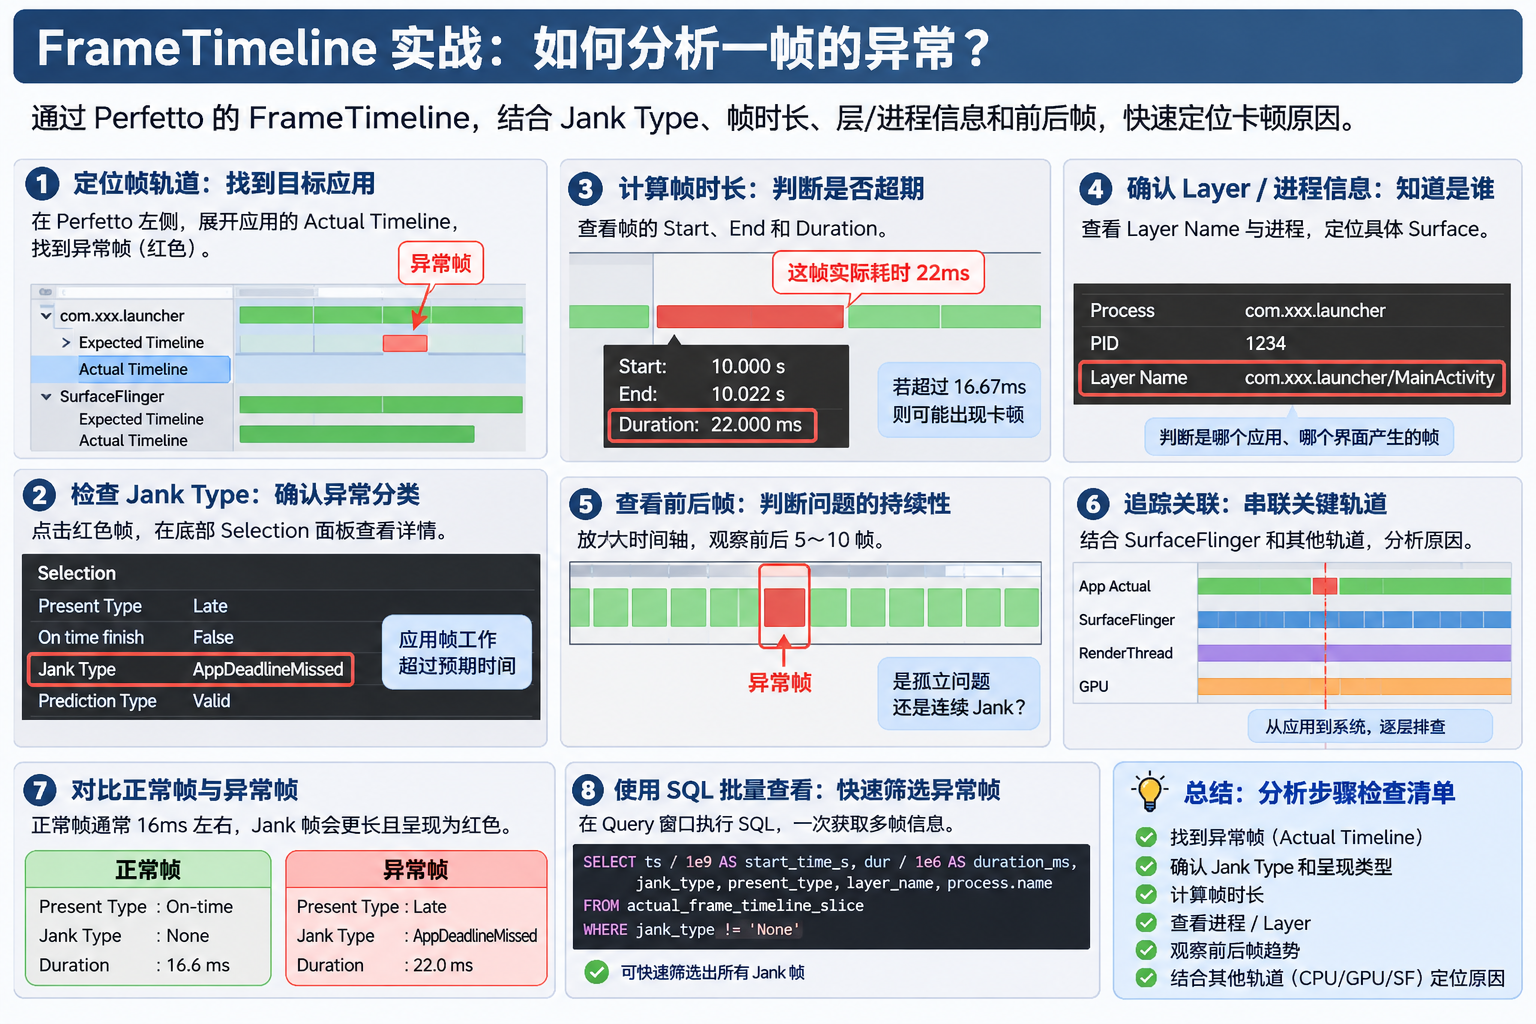 FrameTimeline 实战：如何分析一帧的异常？
通过 Perfetto 的 FrameTimeline，结合 Jank Type、帧时长、层/进程信息和前后帧，快速定位卡顿原因。
1 定位帧轨道：找到目标应用
在 Perfetto 左侧，展开应用的 Actual Timeline，
找到异常帧（红色）。
异常帧
com.xxx.launcher
Expected Timeline
Actual Timeline
SurfaceFlinger
Expected Timeline
Actual Timeline
2 检查 Jank Type：确认异常分类
点击红色帧，在底部 Selection 面板查看详情。
Selection
Present Type Late
On time finish False
Jank Type AppDeadlineMissed
Prediction Type Valid
应用帧工作
超过预期时间
3 计算帧时长：判断是否超期
查看帧的 Start、End 和 Duration。
这帧实际耗时 22ms
Start: 10.000 s
End: 10.022 s
Duration: 22.000 ms
若超过 16.67ms
则可能出现卡顿
4 确认 Layer / 进程信息：知道是谁
查看 Layer Name 与进程，定位具体 Surface。
Process com.xxx.launcher
PID 1234
Layer Name com.xxx.launcher/MainActivity
判断是哪个应用、哪个界面产生的帧
5 查看前后帧：判断问题的持续性
放大时间轴，观察前后 5～10 帧。
异常帧
是孤立问题
还是连续 Jank？
6 追踪关联：串联关键轨道
结合 SurfaceFlinger 和其他轨道，分析原因。
App Actual
SurfaceFlinger
RenderThread
GPU
从应用到系统，逐层排查
7 对比正常帧与异常帧
正常帧通常 16ms 左右，Jank 帧会更长且呈现为红色。
正常帧
Present Type : On-time
Jank Type : None
Duration : 16.6 ms
异常帧
Present Type : Late
Jank Type : AppDeadlineMissed
Duration : 22.0 ms
8 使用 SQL 批量查看：快速筛选异常帧
在 Query 窗口执行 SQL，一次获取多帧信息。
SELECT ts / 1e9 AS start_time_s, dur / 1e6 AS duration_ms,
jank_type, present_type, layer_name, process.name
FROM actual_frame_timeline_slice
WHERE jank_type != 'None'
可快速筛选出所有 Jank 帧
总结：分析步骤检查清单
找到异常帧（Actual Timeline）
确认 Jank Type 和呈现类型
计算帧时长
查看进程 / Layer
观察前后帧趋势
结合其他轨道（CPU/GPU/SF）定位原因